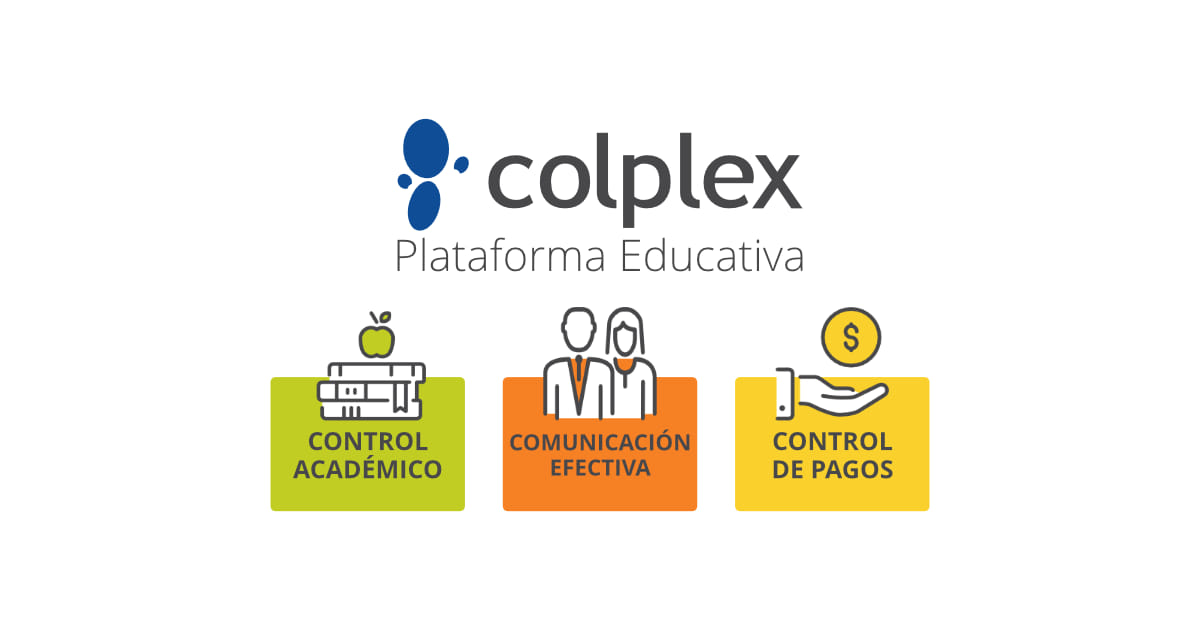 colplex
Plataforma Educativa
CONTROL
ACADÉMICO
COMUNICACIÓN
EFECTIVA
$
CONTROL
DE PAGOS